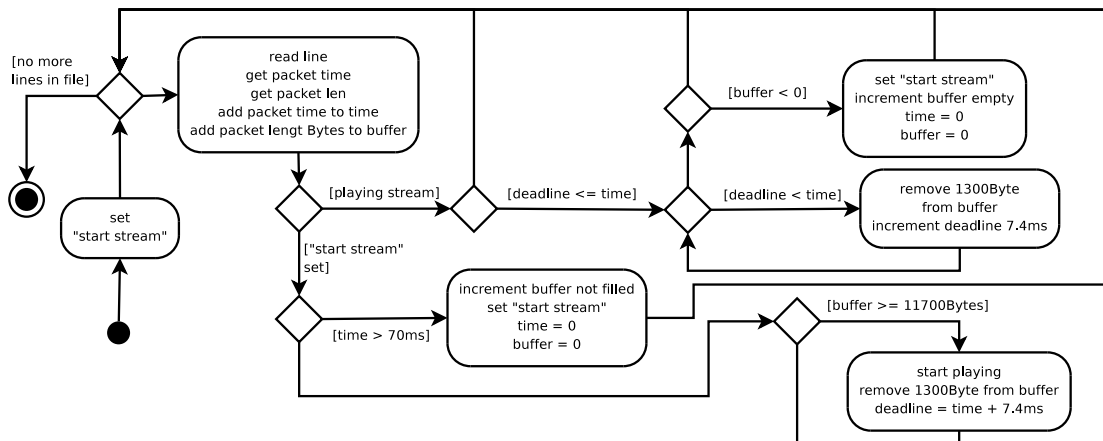 [no more
lines in file]
read line
get packet time
get packet len
add packet time to time
add packet lengt Bytes to buffer
[buffer < 0]
set "start stream"
increment buffer empty
time = 0
buffer = 0
[playing stream]
[deadline <= time]
[deadline < time]
remove 1300Byte
from buffer
increment deadline 7.4ms
set
"start stream"
["start stream"
set]
[time > 70ms]
increment buffer not filled
set "start stream"
time = 0
buffer = 0
[buffer >= 11700Bytes]
start playing
remove 1300Byte from buffer
deadline = time + 7.4ms